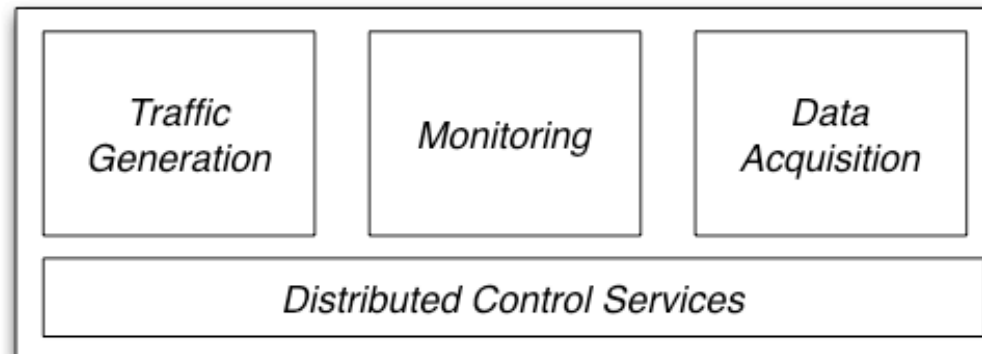 Traffic
Generation
Monitoring
Data
Acquisition
Distributed Control Services